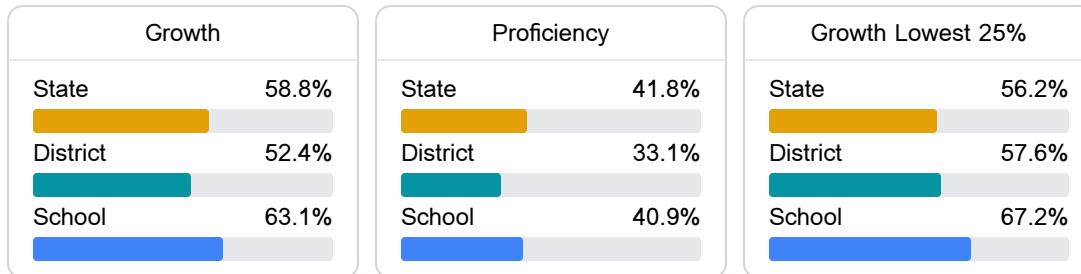 Growth
State 58.8%
District 52.4%
School 63.1%
Proficiency
State 41.8%
District 33.1%
School 40.9%
Growth Lowest 25%
State 56.2%
District 57.6%
School 67.2%